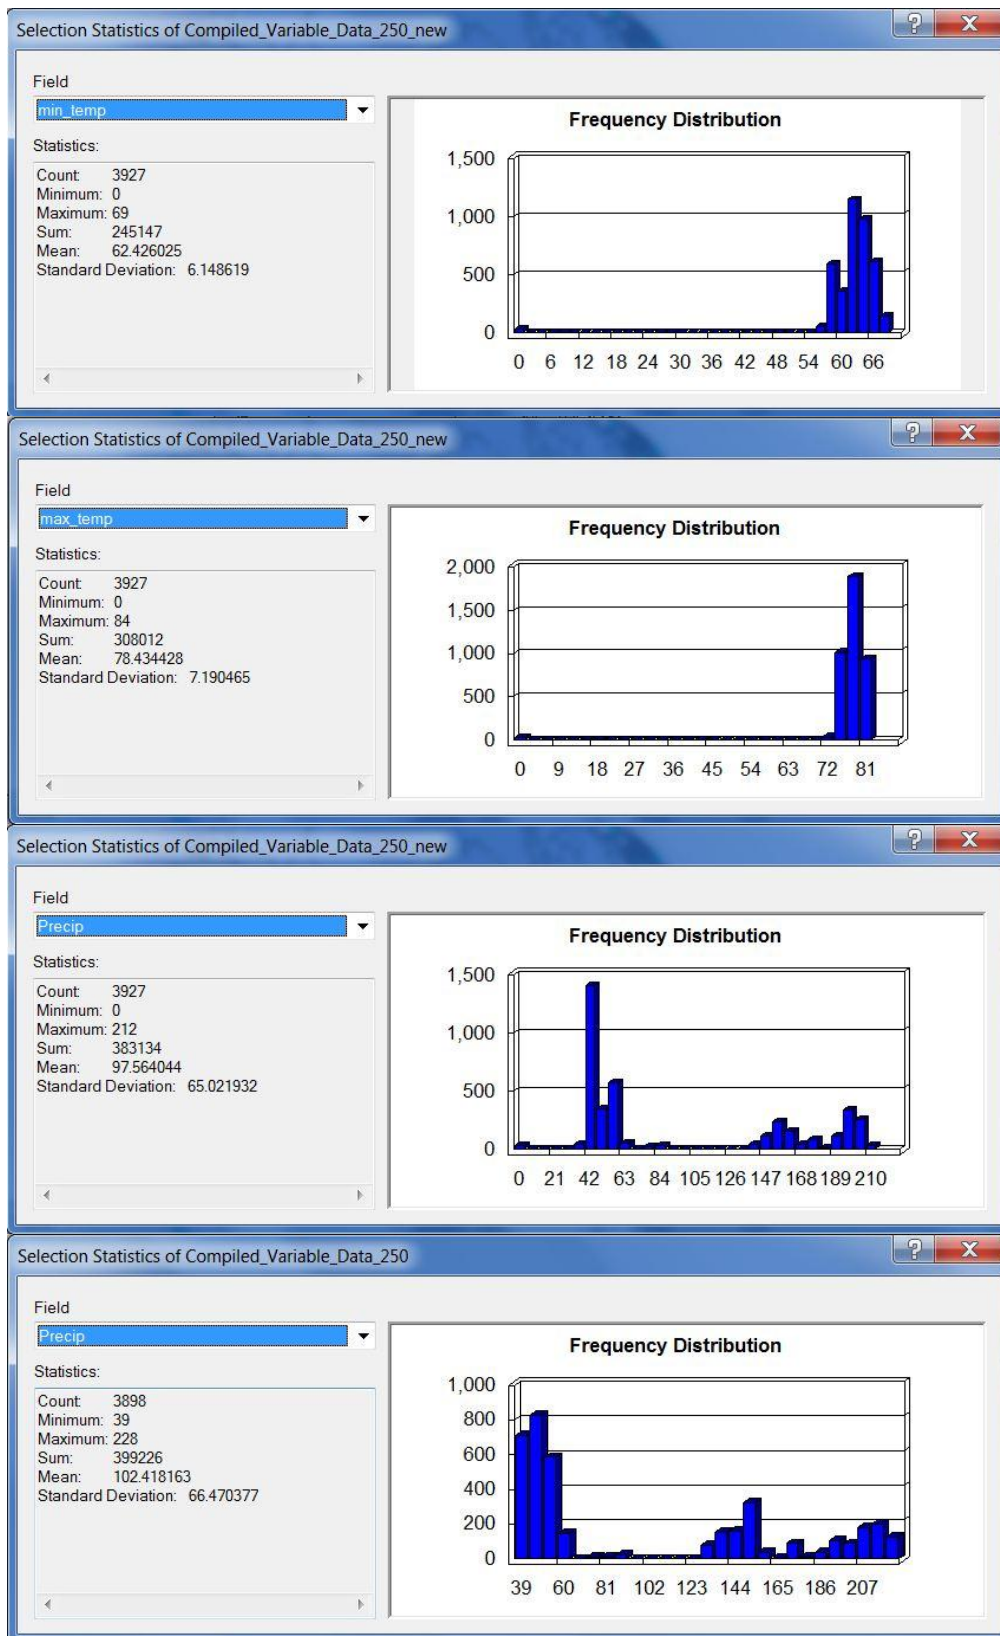 Selection Statistics of Compiled_Variable_Data_250_new
? X
Field
min_temp
Statistics:
Count: 3927
Minimum: 0
Maximum: 69
Sum: 245147
Mean: 62.426025
Standard Deviation: 6.148619
Frequency Distribution
1,500
1,000
500
0
0 6 12 18 24 30 36 42 48 54 60 66
Selection Statistics of Compiled_Variable_Data_250_new
? X
Field
max_temp
Statistics:
Count: 3927
Minimum: 0
Maximum: 84
Sum: 308012
Mean: 78.434428
Standard Deviation: 7.190465
Frequency Distribution
2,000
1,500
1,000
500
0
0 9 18 27 36 45 54 63 72 81
Selection Statistics of Compiled_Variable_Data_250_new
? X
Field
Precip
Statistics:
Count: 3927
Minimum: 0
Maximum: 212
Sum: 383134
Mean: 97.564044
Standard Deviation: 65.021932
Frequency Distribution
1,500
1,000
500
0
0 21 42 63 84 105 126 147 168 189 210
Selection Statistics of Compiled_Variable_Data_250
? X
Field
Precip
Statistics:
Count: 3898
Minimum: 39
Maximum: 228
Sum: 399226
Mean: 102.418163
Standard Deviation: 66.470377
Frequency Distribution
1,000
800
600
400
200
0
39 60 81 102 123 144 165 186 207